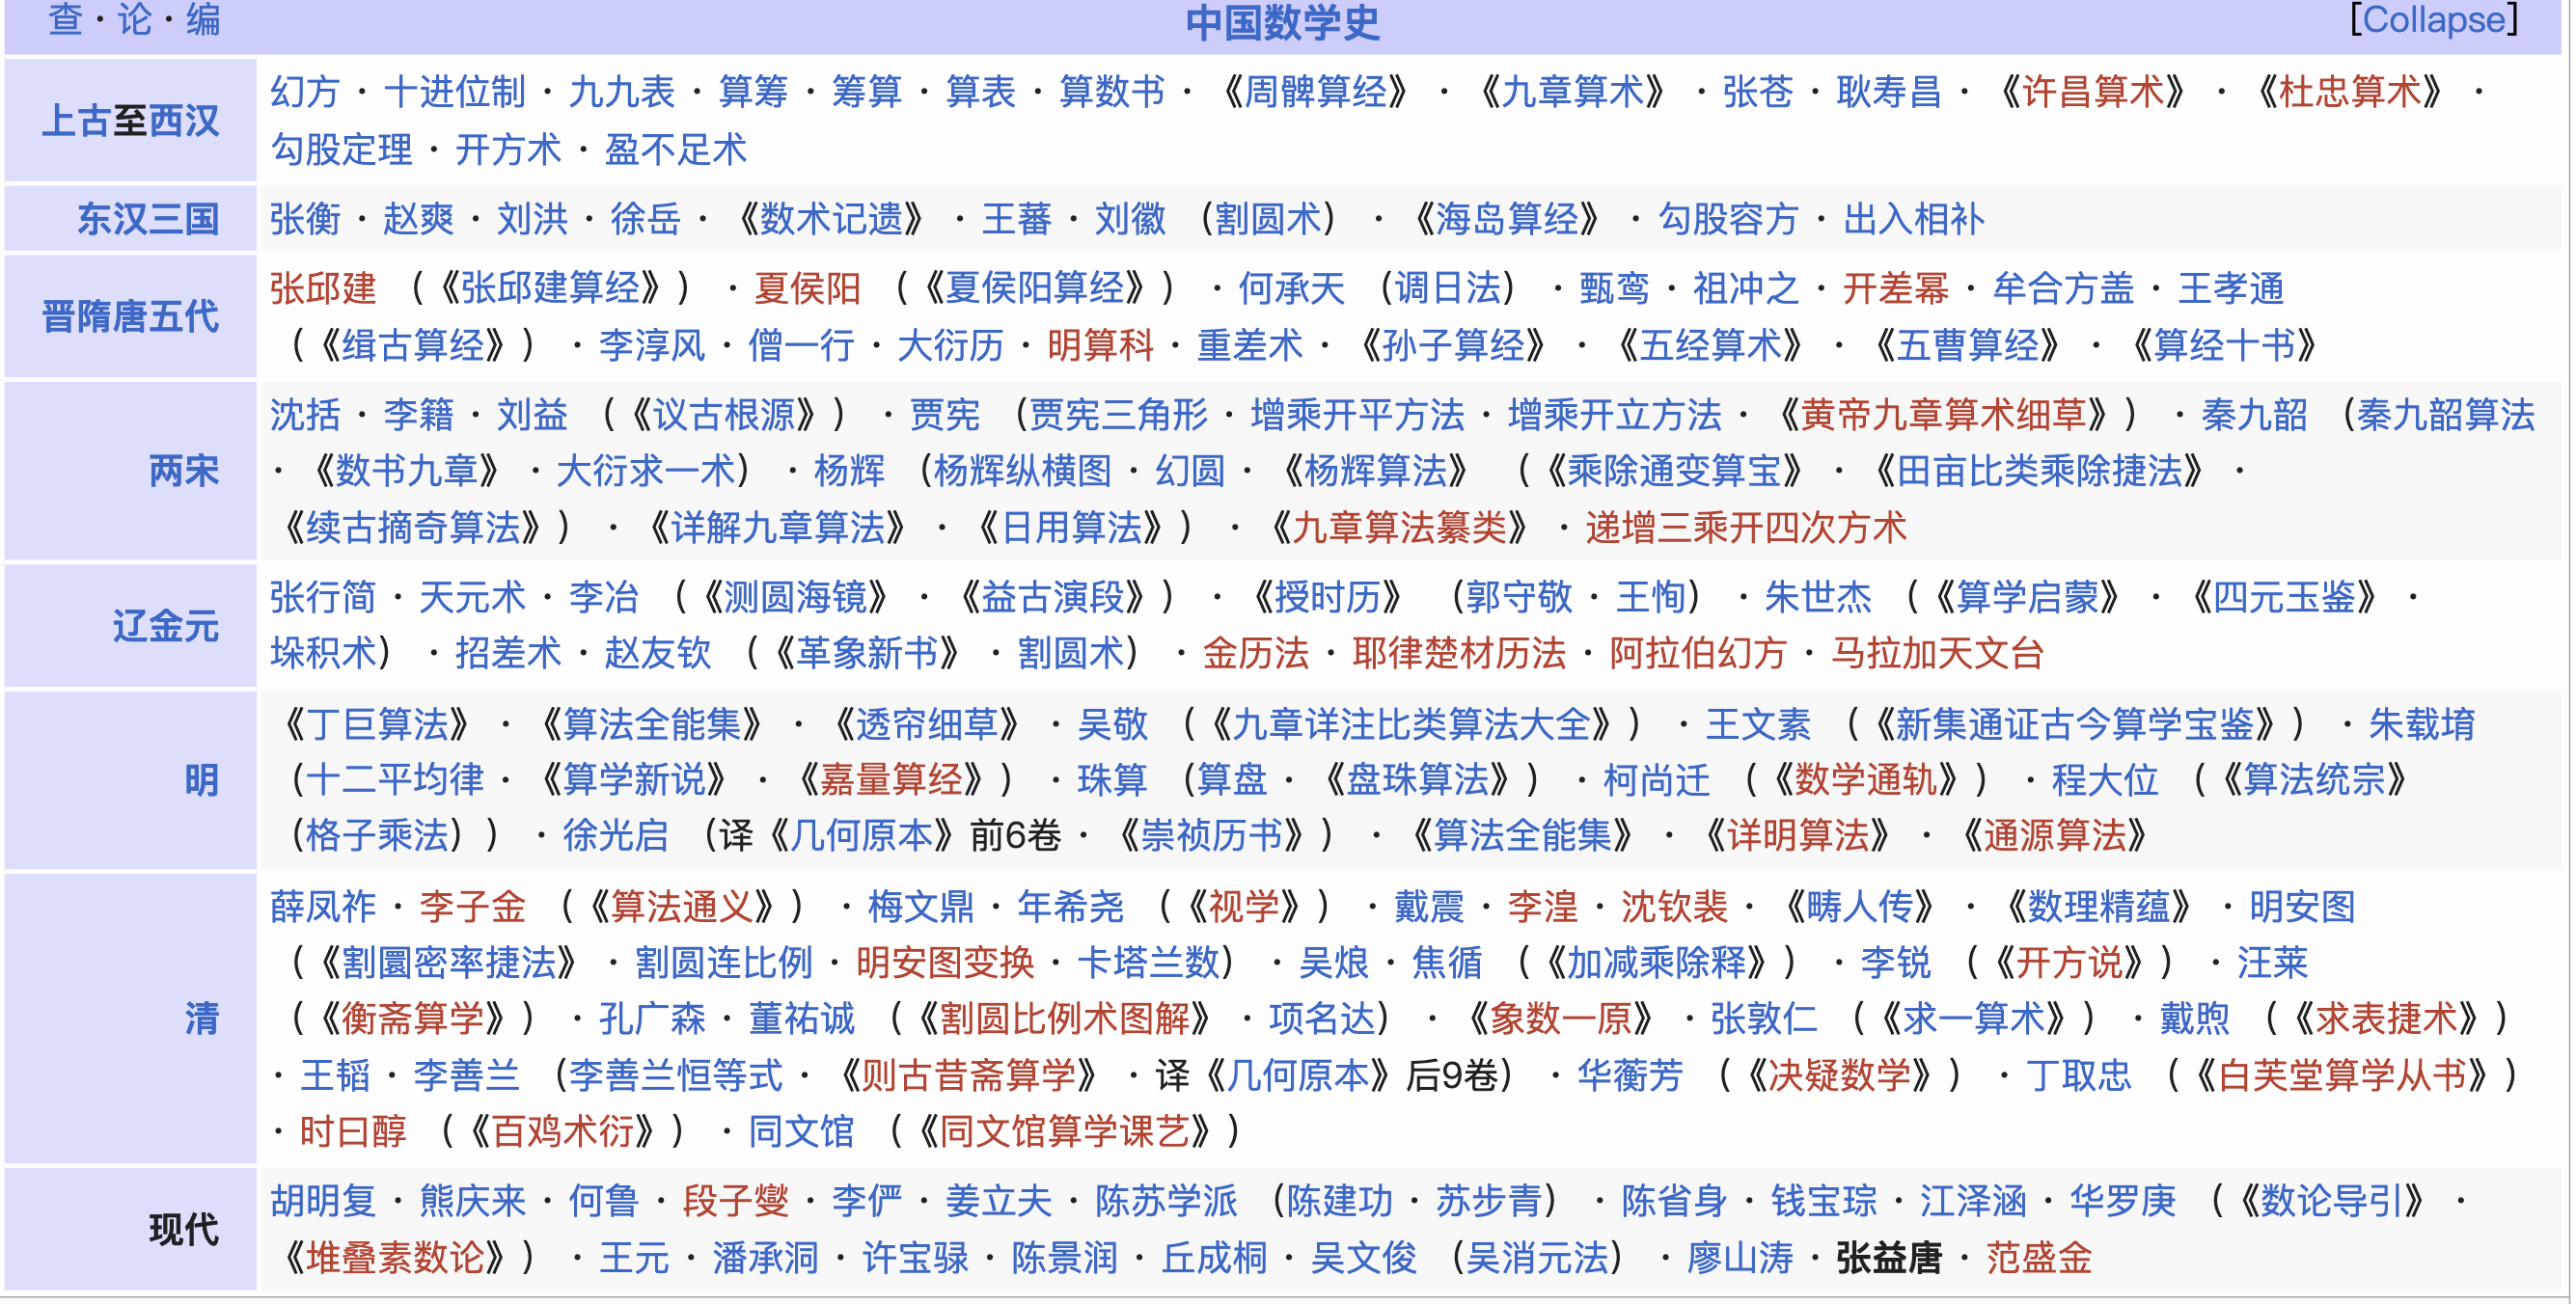 查·论·编 中国数学史 [Collapse]
上古至西汉
幻方 · 十进位制 · 九九表 · 算筹 · 筹算 · 算表 · 算数书 · 《周髀算经》 · 《九章算术》 · 张苍 · 耿寿昌 · 《许昌算术》 · 《杜忠算术》 ·
勾股定理 · 开方术 · 盈不足术
东汉三国
张衡 · 赵爽 · 刘洪 · 徐岳 · 《数术记遗》 · 王蕃 · 刘徽 (割圆术) · 《海岛算经》 · 勾股容方 · 出入相补
晋隋唐五代
张邱建 (《张邱建算经》) · 夏侯阳 (《夏侯阳算经》) · 何承天 (调日法) · 甄鸾 · 祖冲之 · 开差幂 · 牟合方盖 · 王孝通
(《缉古算经》) · 李淳风 · 僧一行 · 大衍历 · 明算科 · 重差术 · 《孙子算经》 · 《五经算术》 · 《五曹算经》 · 《算经十书》
两宋
沈括 · 李籍 · 刘益 (《议古根源》) · 贾宪 (贾宪三角形 · 增乘开平方法 · 增乘开立方法 · 《黄帝九章算术细草》) · 秦九韶 (秦九韶算法
· 《数书九章》 · 大衍求一术) · 杨辉 (杨辉纵横图 · 幻圆 · 《杨辉算法》 (《乘除通变算宝》 · 《田亩比类乘除捷法》 ·
《续古摘奇算法》) · 《详解九章算法》 · 《日用算法》) · 《九章算法纂类》 · 递增三乘开四次方术
辽金元
张行简 · 天元术 · 李冶 (《测圆海镜》 · 《益古演段》) · 《授时历》 (郭守敬 · 王恂) · 朱世杰 (《算学启蒙》 · 《四元玉鉴》 ·
垛积术) · 招差术 · 赵友钦 (《革象新书》 · 割圆术) · 金历法 · 耶律楚材历法 · 阿拉伯幻方 · 马拉加天文台
明
《丁巨算法》 · 《算法全能集》 · 《透帘细草》 · 吴敬 (《九章详注比类算法大全》) · 王文素 (《新集通证古今算学宝鉴》) · 朱载堉
(十二平均律 · 《算学新说》 · 《嘉量算经》) · 珠算 (算盘 · 《盘珠算法》) · 柯尚迁 (《数学通轨》) · 程大位 (《算法统宗》
(格子乘法) ) · 徐光启 (译《几何原本》前6卷 · 《崇祯历书》) · 《算法全能集》 · 《详明算法》 · 《通源算法》
清
薛凤祚 · 李子金 (《算法通义》) · 梅文鼎 · 年希尧 (《视学》) · 戴震 · 李湟 · 沈钦裴 · 《畴人传》 · 《数理精蕴》 · 明安图
(《割圜密率捷法》 · 割圆连比例 · 明安图变换 · 卡塔兰数) · 吴烺 · 焦循 (《加减乘除释》) · 李锐 (《开方说》) · 汪莱
(《衡斋算学》) · 孔广森 · 董祐诚 (《割圆比例术图解》 · 项名达) · 《象数一原》 · 张敦仁 (《求一算术》) · 戴煦 (《求表捷术》)
· 王韬 · 李善兰 (李善兰恒等式 · 《则古昔斋算学》 · 译《几何原本》后9卷) · 华蘅芳 (《决疑数学》) · 丁取忠 (《白芙堂算学丛书》)
· 时曰醇 (《百鸡术衍》) · 同文馆 (《同文馆算学课艺》)
现代
胡明复 · 熊庆来 · 何鲁 · 段子燮 · 李俨 · 姜立夫 · 陈苏学派 (陈建功 · 苏步青) · 陈省身 · 钱宝琮 · 江泽涵 · 华罗庚 (《数论导引》 ·
《堆叠素数论》) · 王元 · 潘承洞 · 许宝騄 · 陈景润 · 丘成桐 · 吴文俊 (吴消元法) · 廖山涛 · 张益唐 · 范盛金